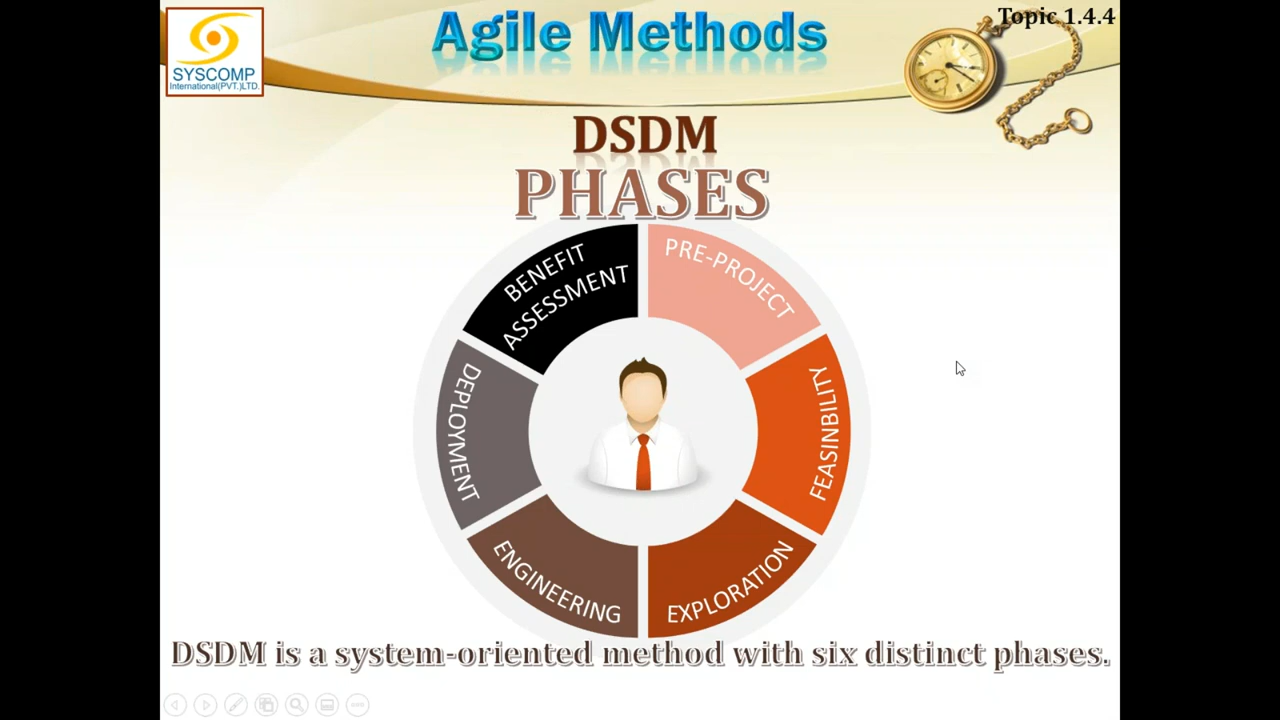 SYSCOMP
International(PVT.)LTD.
Agile Methods
Topic 1.4.4
DSDM
PHASES
PRE-PROJECT
FEASINBILITY
EXPLORATION
ENGINEERING
DEPLOYMENT
BENEFIT
ASSESSMENT
DSDM is a system-oriented method with six distinct phases.